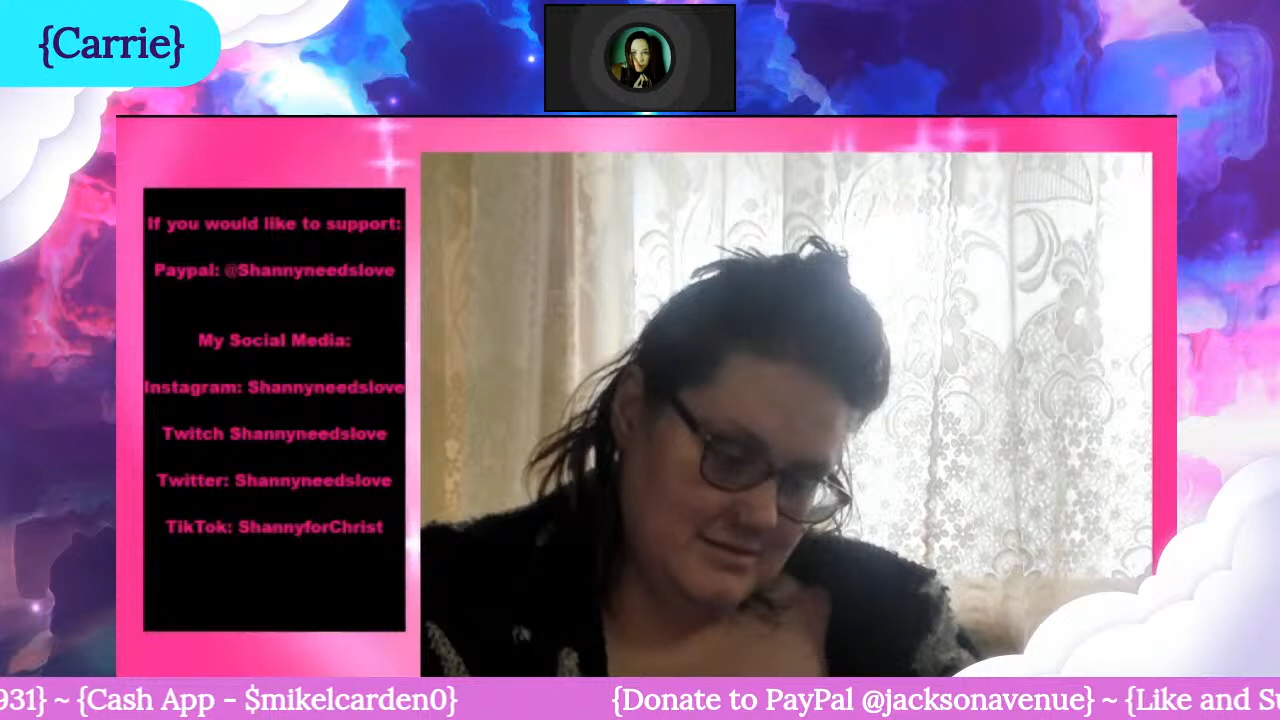 {Carrie}
If you would like to support:
Paypal: @Shannyneedslove
My Social Media:
Instagram: Shannyneedslove
Twitch Shannyneedslove
Twitter: Shannyneedslove
TikTok: ShannyforChrist
931} ~ {Cash App - $mikelcarden0} {Donate to PayPal @jacksonavenue} ~ {Like and Su